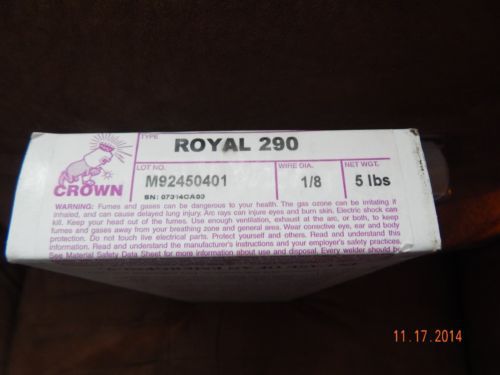 TYPE
ROYAL 290
CROWN
LOT NO.
WIRE DIA.
NET WGT.
M92450401
1/8
5 lbs
SN: 07314CA00
WARNING: Fumes and gases can be dangerous to your health. The gas ozone can be irritating if
inhaled, and can cause delayed lung injury. Arc rays can injure eyes and burn skin. Electric shock can
kill. Keep your head out of the fumes. Use enough ventilation, exhaust at the arc, or both, to keep
fumes and gases away from your breathing zone and general area. Wear corrective eye, ear and body
protection. Do not touch live electrical parts. Protect yourself and others. Read and understand this
information. Read and understand the manufacturer's instructions and your employer's safety practices.
See Material Safety Data Sheet for more information about use and disposal. Every welder should be
11.17.2014